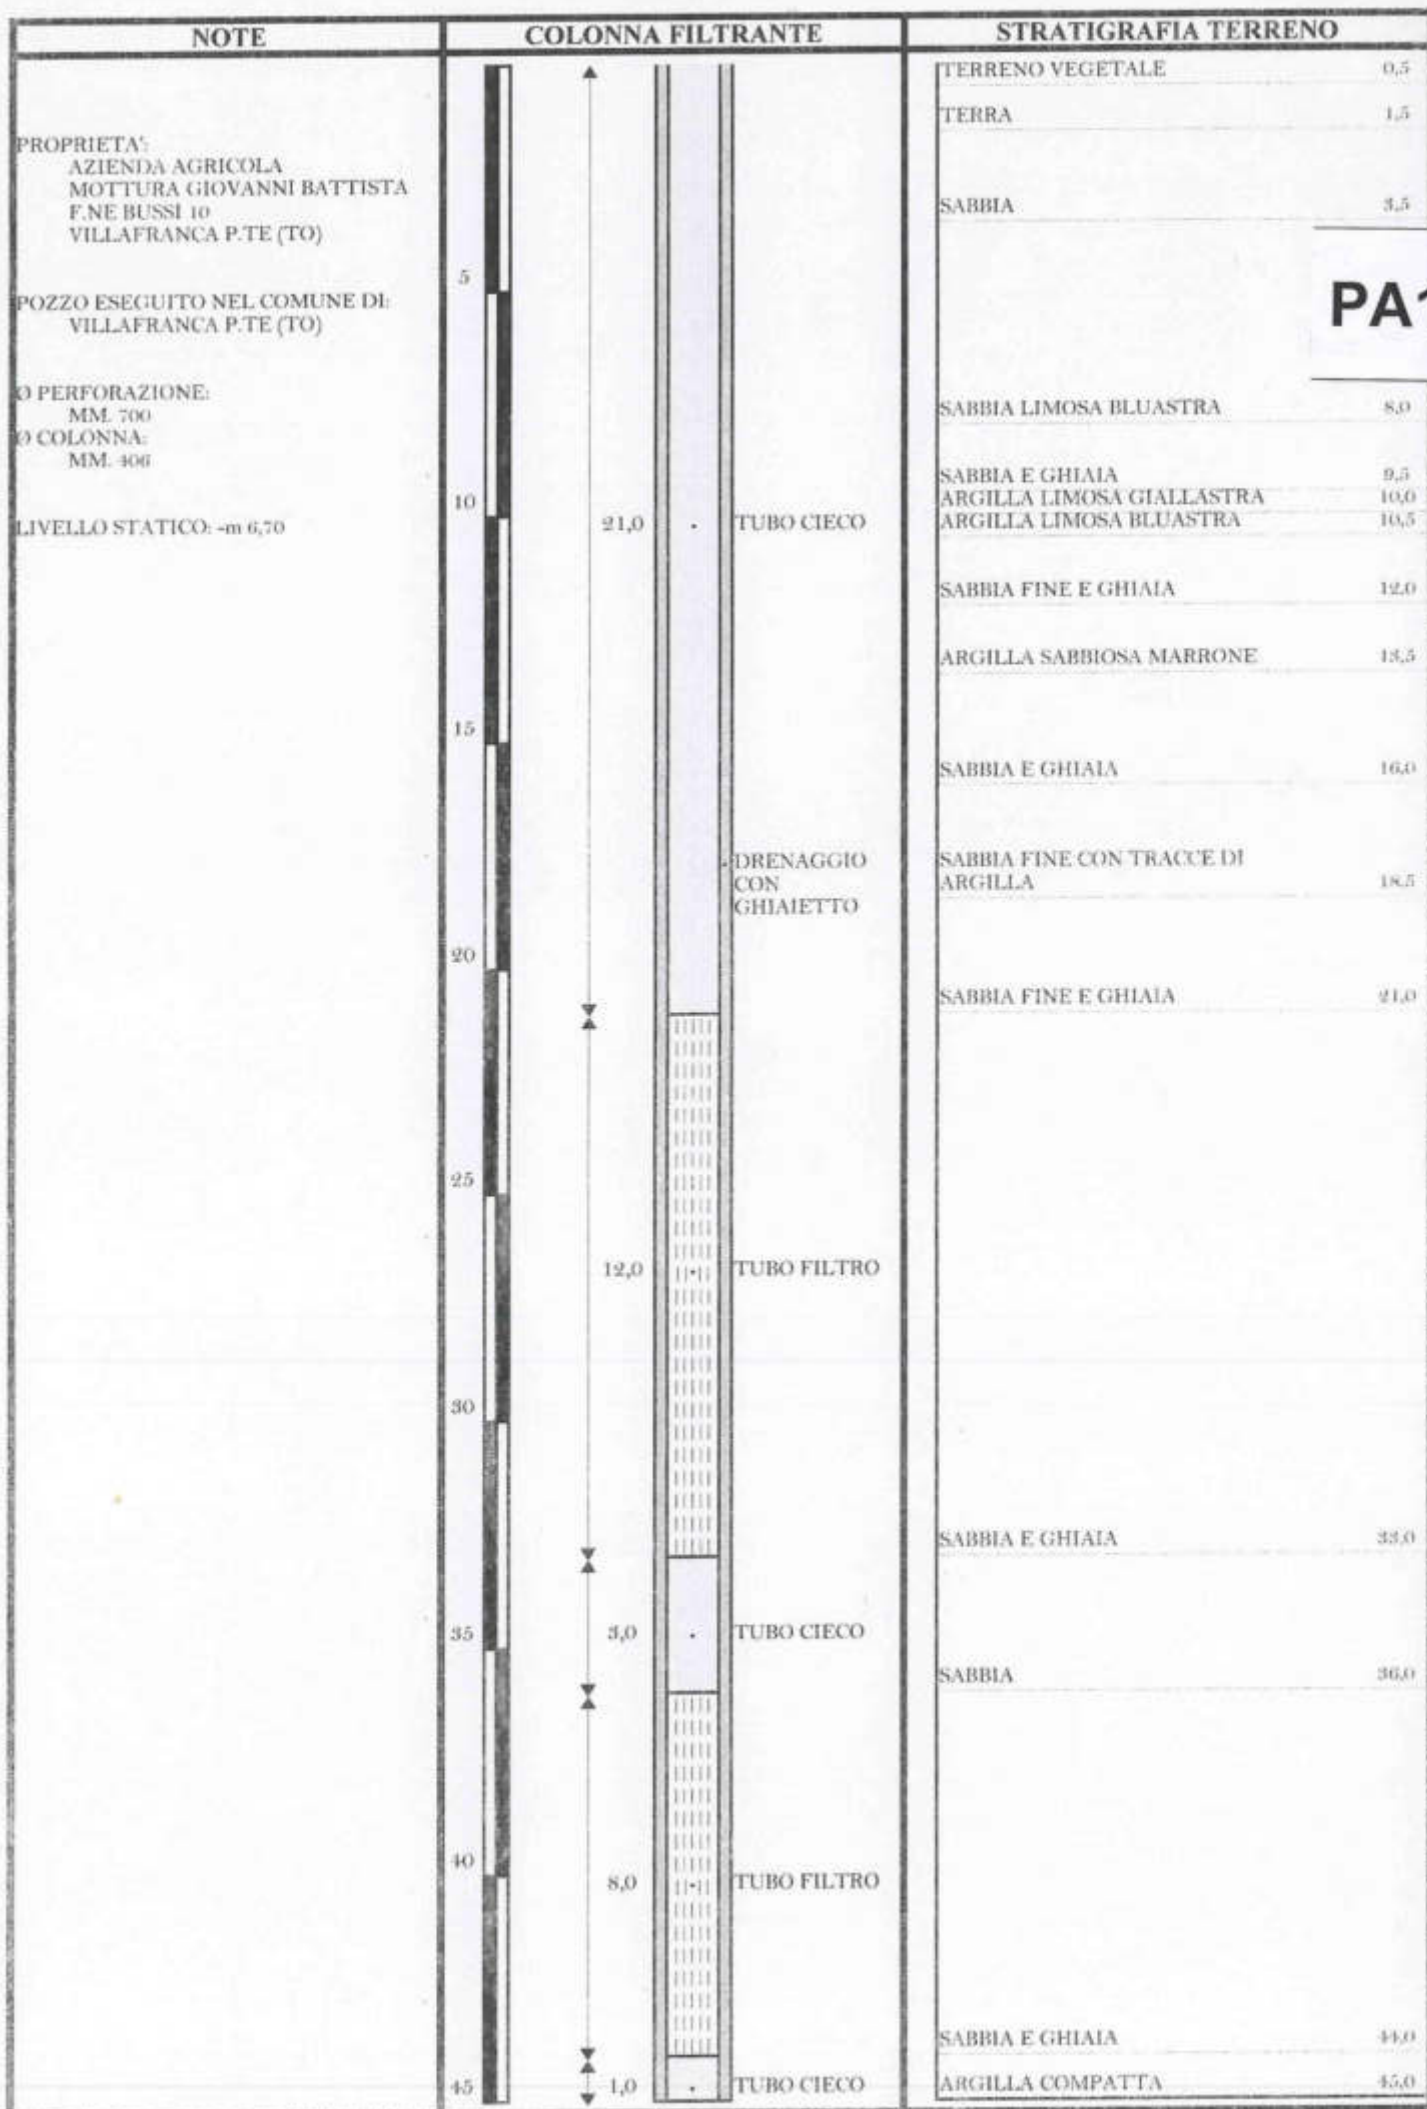 NOTE
COLONNA FILTRANTE
STRATIGRAFIA TERRENO
PROPRIETA':
AZIENDA AGRICOLA
MOTTURA GIOVANNI BATTISTA
F.NE BUSSI 10
VILLAFRANCA P.TE (TO)
POZZO ESEGUITO NEL COMUNE DI:
VILLAFRANCA P.TE (TO)
Ø PERFORAZIONE:
MM. 700
Ø COLONNA:
MM. 406
LIVELLO STATICO: -m 6,70
5
10
15
20
25
30
35
40
45
21,0 TUBO CIECO
DRENAGGIO
CON
GHIAIETTO
12,0 TUBO FILTRO
3,0 TUBO CIECO
8,0 TUBO FILTRO
1,0 TUBO CIECO
TERRENO VEGETALE 0,5
TERRA 1,5
SABBIA 3,5
PA1
SABBIA LIMOSA BLUASTRA 8,0
SABBIA E GHIAIA 9,5
ARGILLA LIMOSA GIALLASTRA 10,0
ARGILLA LIMOSA BLUASTRA 10,5
SABBIA FINE E GHIAIA 12,0
ARGILLA SABBIOSA MARRONE 13,5
SABBIA E GHIAIA 16,0
SABBIA FINE CON TRACCE DI
ARGILLA 18,5
SABBIA FINE E GHIAIA 21,0
SABBIA E GHIAIA 33,0
SABBIA 36,0
SABBIA E GHIAIA 44,0
ARGILLA COMPATTA 45,0